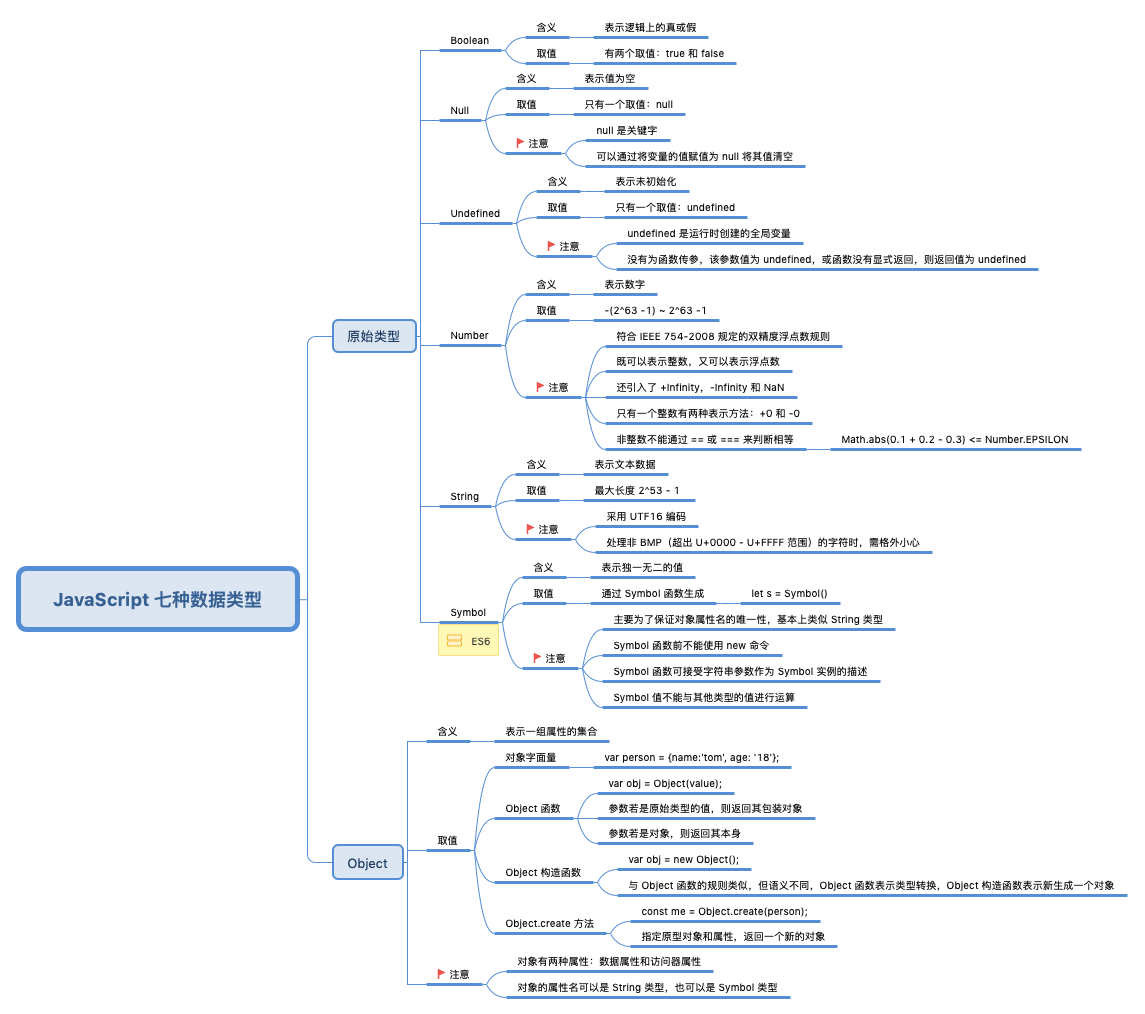 JavaScript 七种数据类型
原始类型
Boolean
含义
表示逻辑上的真或假
取值
有两个取值：true 和 false
Null
含义
表示值为空
取值
只有一个取值：null
注意
null 是关键字
可以通过将变量的值赋值为 null 将其值清空
Undefined
含义
表示未初始化
取值
只有一个取值：undefined
注意
undefined 是运行时创建的全局变量
没有为函数传参，该参数值为 undefined，或函数没有显式返回，则返回值为 undefined
Number
含义
表示数字
取值
-(2^63 -1) ~ 2^63 -1
注意
符合 IEEE 754-2008 规定的双精度浮点数规则
既可以表示整数，又可以表示浮点数
还引入了 +Infinity，-Infinity 和 NaN
只有一个整数有两种表示方法：+0 和 -0
非整数不能通过 == 或 === 来判断相等
Math.abs(0.1 + 0.2 - 0.3) <= Number.EPSILON
String
含义
表示文本数据
取值
最大长度 2^53 - 1
注意
采用 UTF16 编码
处理非 BMP（超出 U+0000 - U+FFFF 范围）的字符时，需格外小心
Symbol
ES6
含义
表示独一无二的值
取值
通过 Symbol 函数生成
let s = Symbol()
注意
主要为了保证对象属性名的唯一性，基本上类似 String 类型
Symbol 函数前不能使用 new 命令
Symbol 函数可接受字符串参数作为 Symbol 实例的描述
Symbol 值不能与其他类型的值进行运算
Object
含义
表示一组属性的集合
取值
对象字面量
var person = {name:'tom', age: '18'};
Object 函数
var obj = Object(value);
参数若是原始类型的值，则返回其包装对象
参数若是对象，则返回其本身
Object 构造函数
var obj = new Object();
与 Object 函数的规则类似，但语义不同，Object 函数表示类型转换，Object 构造函数表示新生成一个对象
Object.create 方法
const me = Object.create(person);
指定原型对象和属性，返回一个新的对象
注意
对象有两种属性：数据属性和访问器属性
对象的属性名可以是 String 类型，也可以是 Symbol 类型